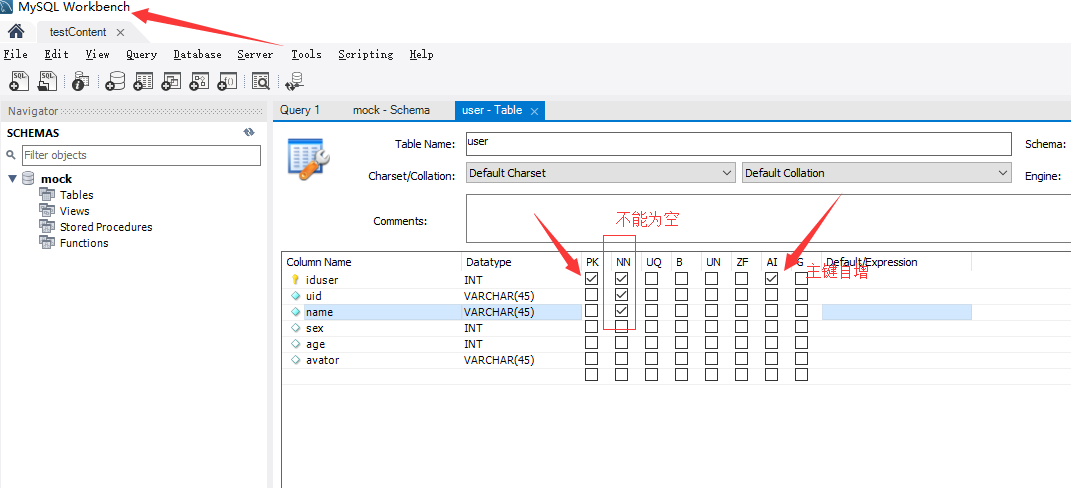 MySQL Workbench
testContent
File Edit View Query Database Server Tools Scripting Help
Navigator
SCHEMAS
Filter objects
mock
Tables
Views
Stored Procedures
Functions
Query 1 mock - Schema user - Table
Table Name: user Schema:
Charset/Collation: Default Charset Default Collation Engine:
Comments:
不能为空
Column Name Datatype PK NN UQ B UN ZF AI G Default/Expression
主键自增
iduser INT
uid VARCHAR(45)
name VARCHAR(45)
sex INT
age INT
avator VARCHAR(45)